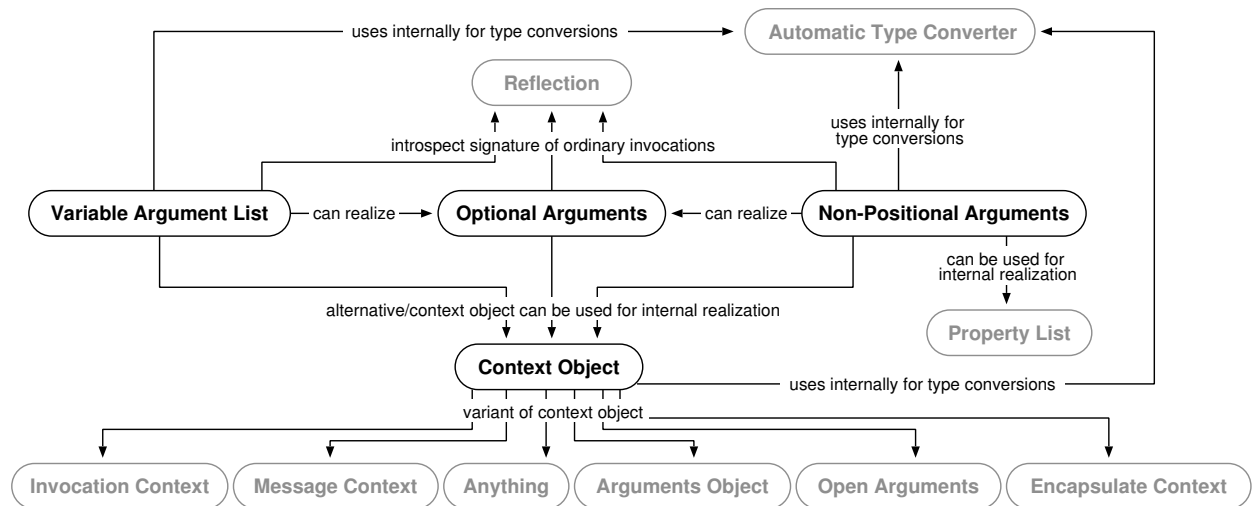 Automatic Type Converter
uses internally for type conversions
Reflection
uses internally for
type conversions
introspect signature of ordinary invocations
Variable Argument List
can realize
Optional Arguments
can realize
Non-Positional Arguments
can be used for
internal realization
alternative/context object can be used for internal realization
Property List
Context Object
uses internally for type conversions
variant of context object
Invocation Context
Message Context
Anything
Arguments Object
Open Arguments
Encapsulate Context